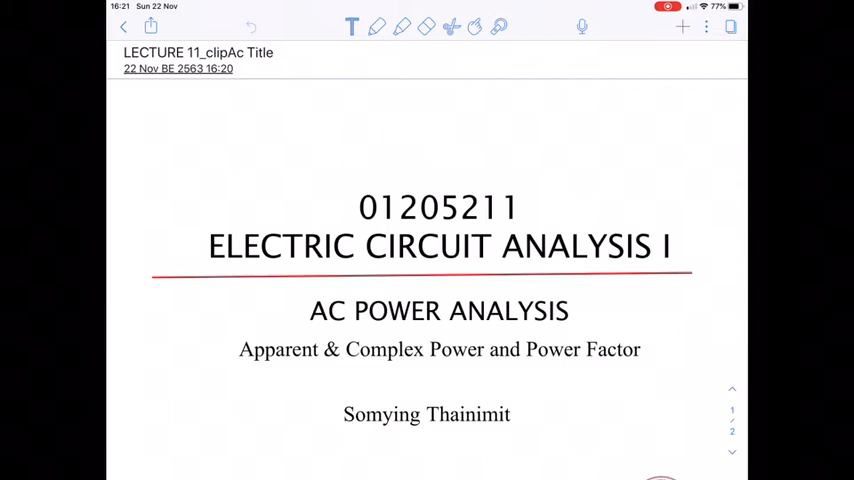 16:21 Sun 22 Nov 77%
LECTURE 11_clipAc Title
22 Nov BE 2563 16:20
01205211
ELECTRIC CIRCUIT ANALYSIS I
AC POWER ANALYSIS
Apparent & Complex Power and Power Factor
Somying Thainimit
1
/
2